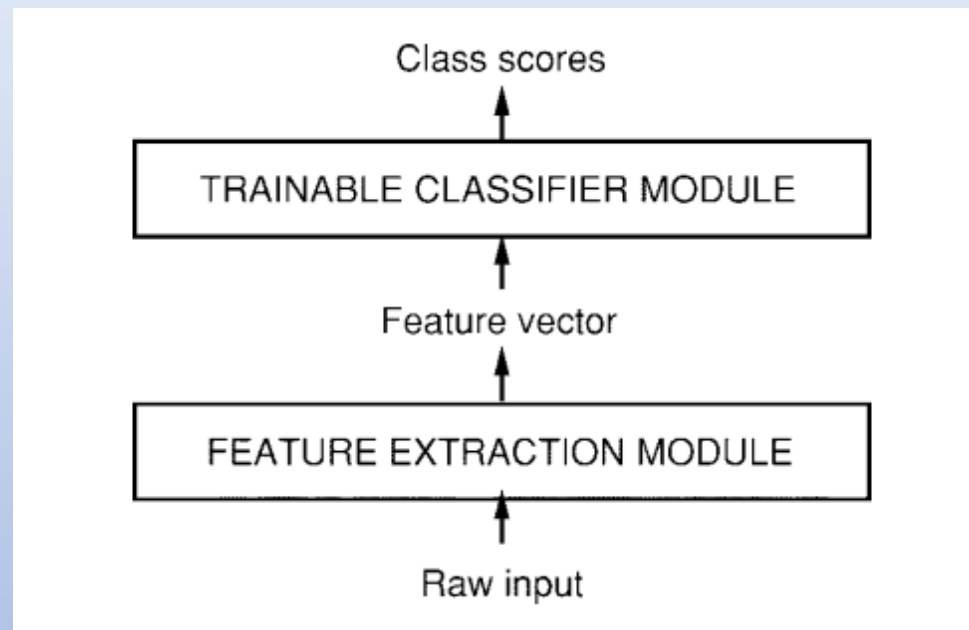 Class scores
TRAINABLE CLASSIFIER MODULE
Feature vector
FEATURE EXTRACTION MODULE
Raw input